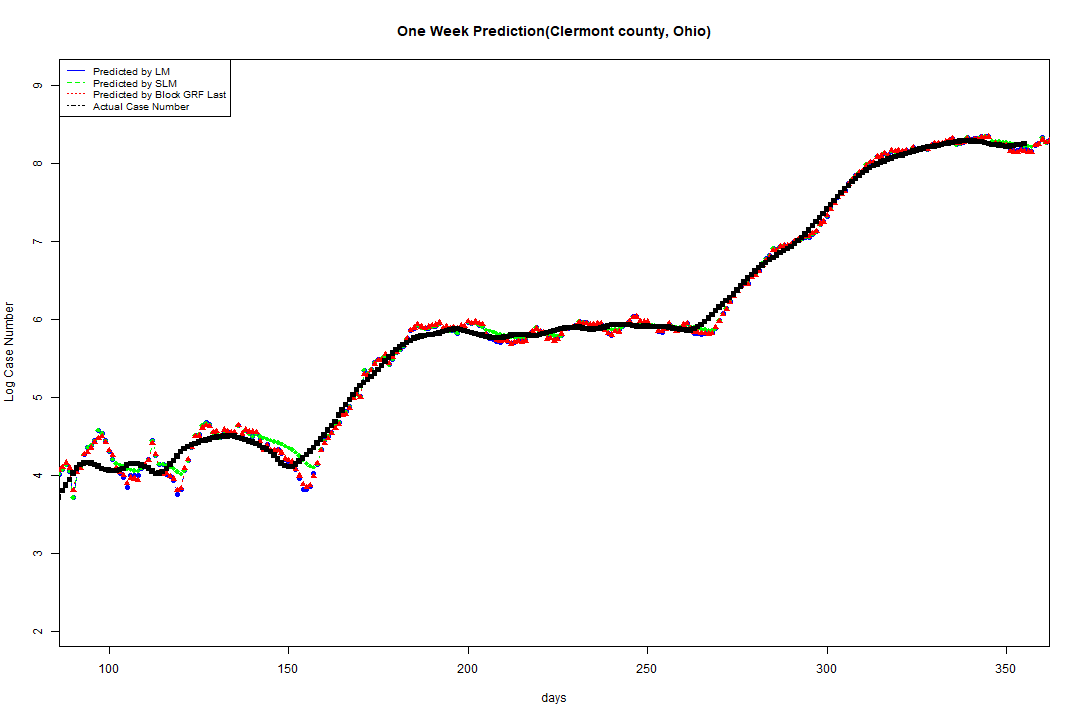 One Week Prediction(Clermont county, Ohio)
Predicted by LM
Predicted by SLM
Predicted by Block GRF Last
Actual Case Number
9
8
7
6
5
4
3
2
Log Case Number
100 150 200 250 300 350
days